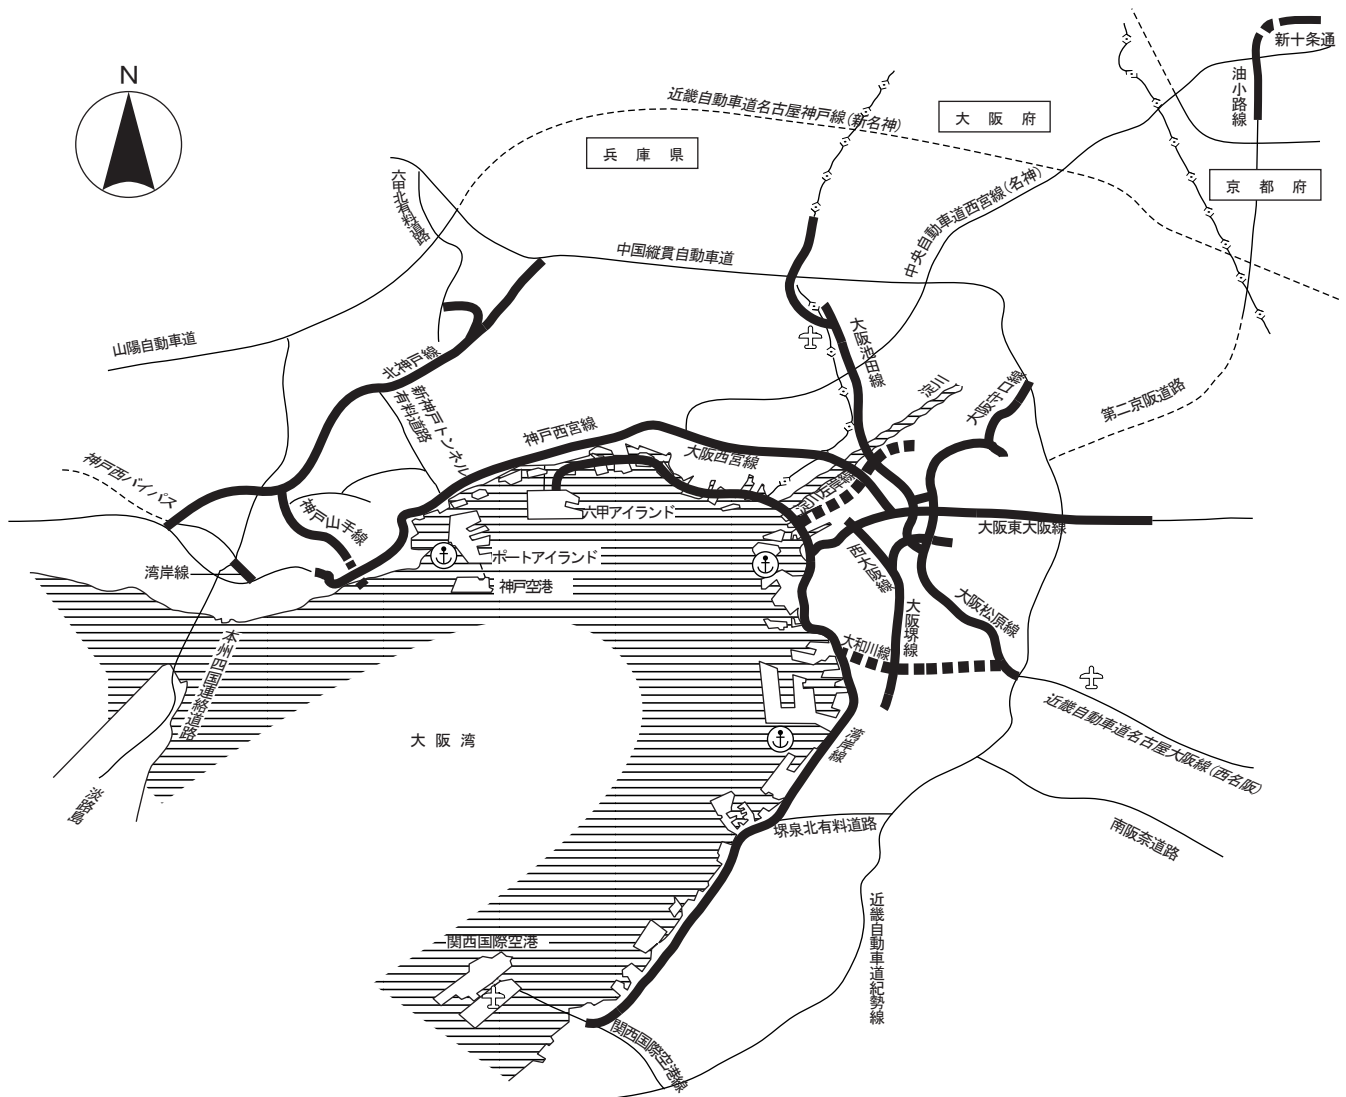 N
新十条通
油小路線
近畿自動車道名古屋神戸線(新名神)
大阪府
兵庫県
京都府
六甲北有料道路
中央自動車道西宮線(名神)
中国縦貫自動車道
山陽自動車道
北神戸線
大阪池田線
淀川
大阪守口線
第二京阪道路
新神戸トンネル
有料道路
神戸西宮線
大阪西宮線
神戸西バイパス
神戸山手線
淀川左岸線
六甲アイランド
大阪東大阪線
ポートアイランド
西大阪線
湾岸線
神戸空港
大阪松原線
大阪堺線
本州四国連絡道路
大和川線
近畿自動車道名古屋大阪線(西名阪)
大阪湾
湾岸線
淡路島
堺泉北有料道路
南阪奈道路
近畿自動車道紀勢線
関西国際空港
関西国際空港線